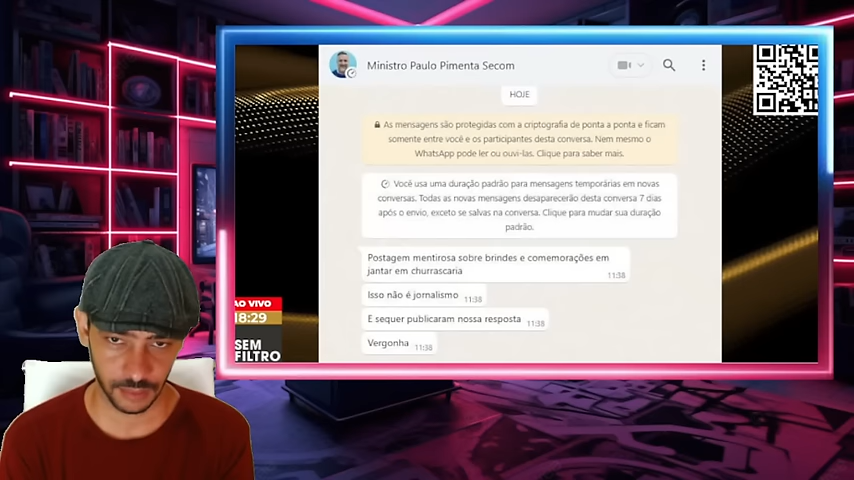 Ministro Paulo Pimenta Secom
HOJE
As mensagens são protegidas com a criptografia de ponta a ponta e ficam
somente entre você e os participantes desta conversa. Nem mesmo o
WhatsApp pode ler ou ouvi-las. Clique para saber mais.
Você usa uma duração padrão para mensagens temporárias em novas
conversas. Todas as novas mensagens desaparecerão desta conversa 7 dias
após o envio, exceto se salvas na conversa. Clique para mudar sua duração
padrão.
Postagem mentirosa sobre brindes e comemorações em
jantar em churrascaria
11:38
Isso não é jornalismo 11:38
E sequer publicaram nossa resposta 11:38
Vergonha 11:38
AO VIVO
18:29
SEM
FILTRO